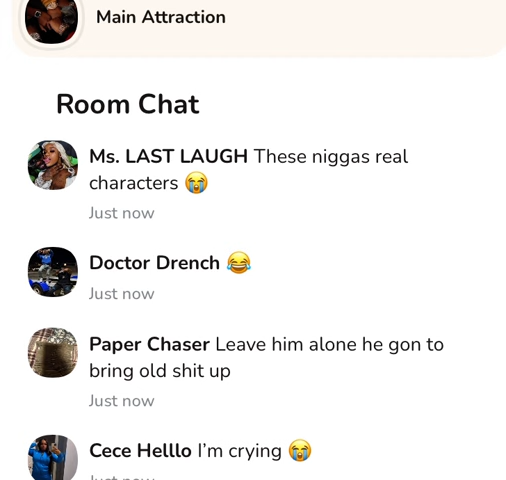 Main Attraction
Room Chat
Ms. LAST LAUGH These niggas real
characters 😭
Just now
Doctor Drench 😂
Just now
Paper Chaser Leave him alone he gon to
bring old shit up
Just now
Cece Helllo I'm crying 😭
Just now